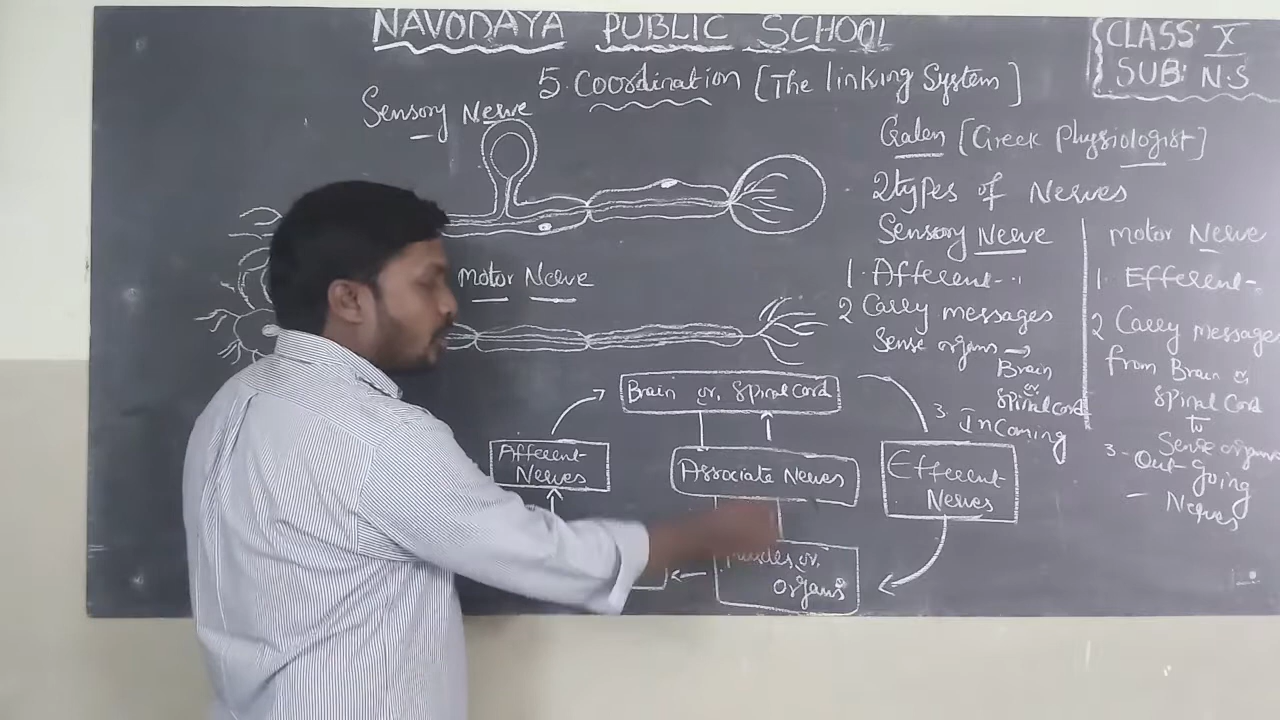 NAVODAYA PUBLIC SCHOOL
CLASS: X
SUB: N.S
5. Coordination [The linking System]
Sensory Nerve
Galen [Greek Physiologist]
2 types of Nerves
Sensory Nerve
1. Afferent
2 Carry messages
Sense organs →
Brain
or
Spinal Cord
3. Incoming
Motor Nerve
1. Efferent
2 Carry messages
from Brain or
Spinal Cord
To
Sense organs
3. Out going
Nerves
Motor Nerve
Brain or, Spinal Cord
Afferent
Nerves
Associate Nerves
Efferent
Nerves
Muscles or,
Organs